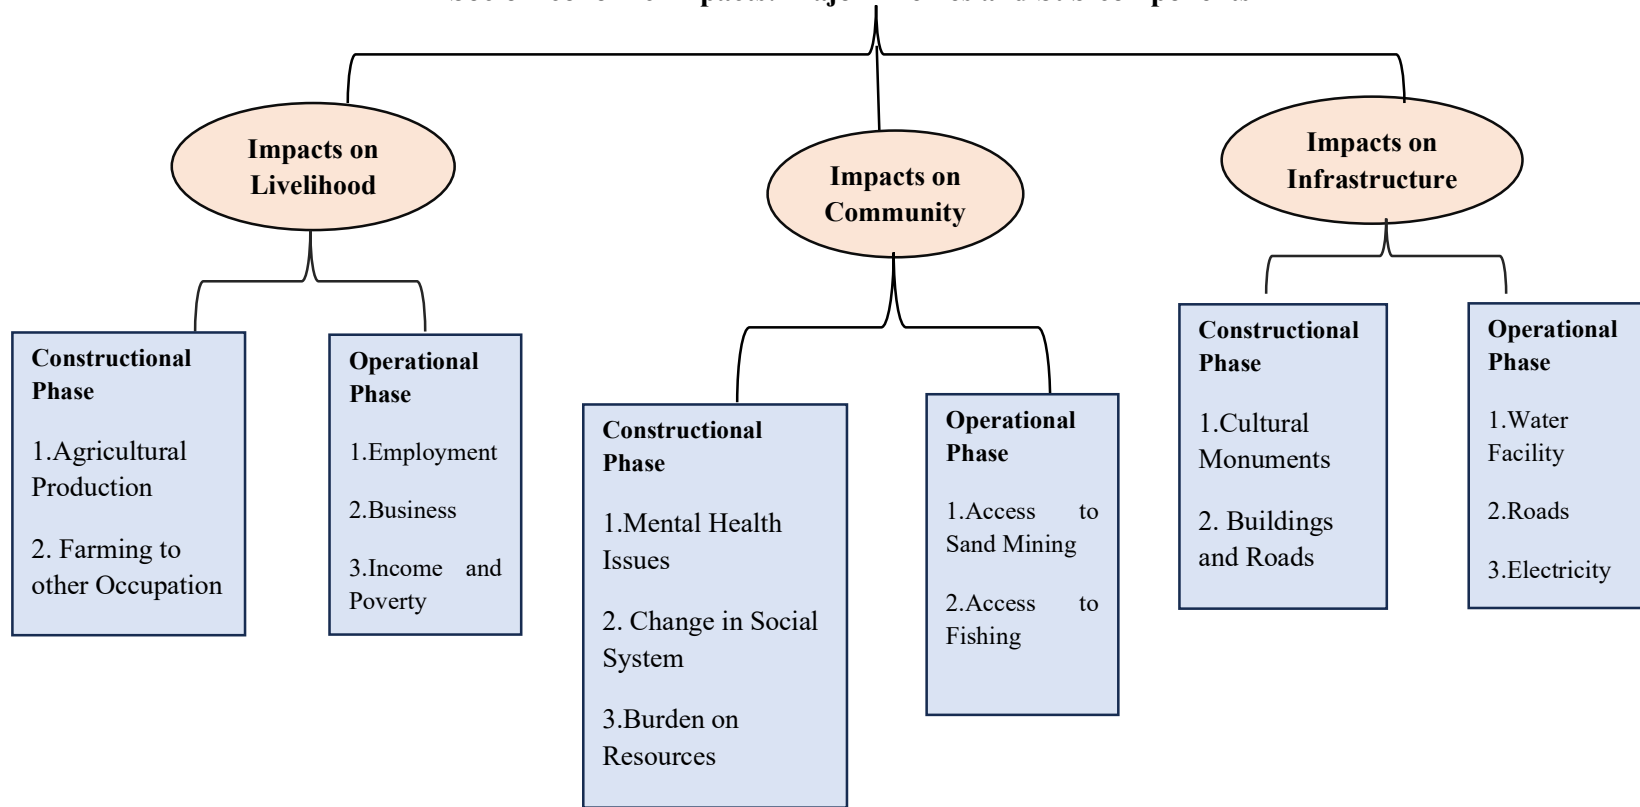 Impacts on
Livelihood
Impacts on
Community
Impacts on
Infrastructure
Constructional
Phase
1.Agricultural
Production
2. Farming to
other Occupation
Operational
Phase
1.Employment
2.Business
3.Income and
Poverty
Constructional
Phase
1.Mental Health
Issues
2. Change in Social
System
3.Burden on
Resources
Operational
Phase
1.Access to
Sand Mining
2.Access to
Fishing
Constructional
Phase
1.Cultural
Monuments
2. Buildings
and Roads
Operational
Phase
1.Water
Facility
2.Roads
3.Electricity